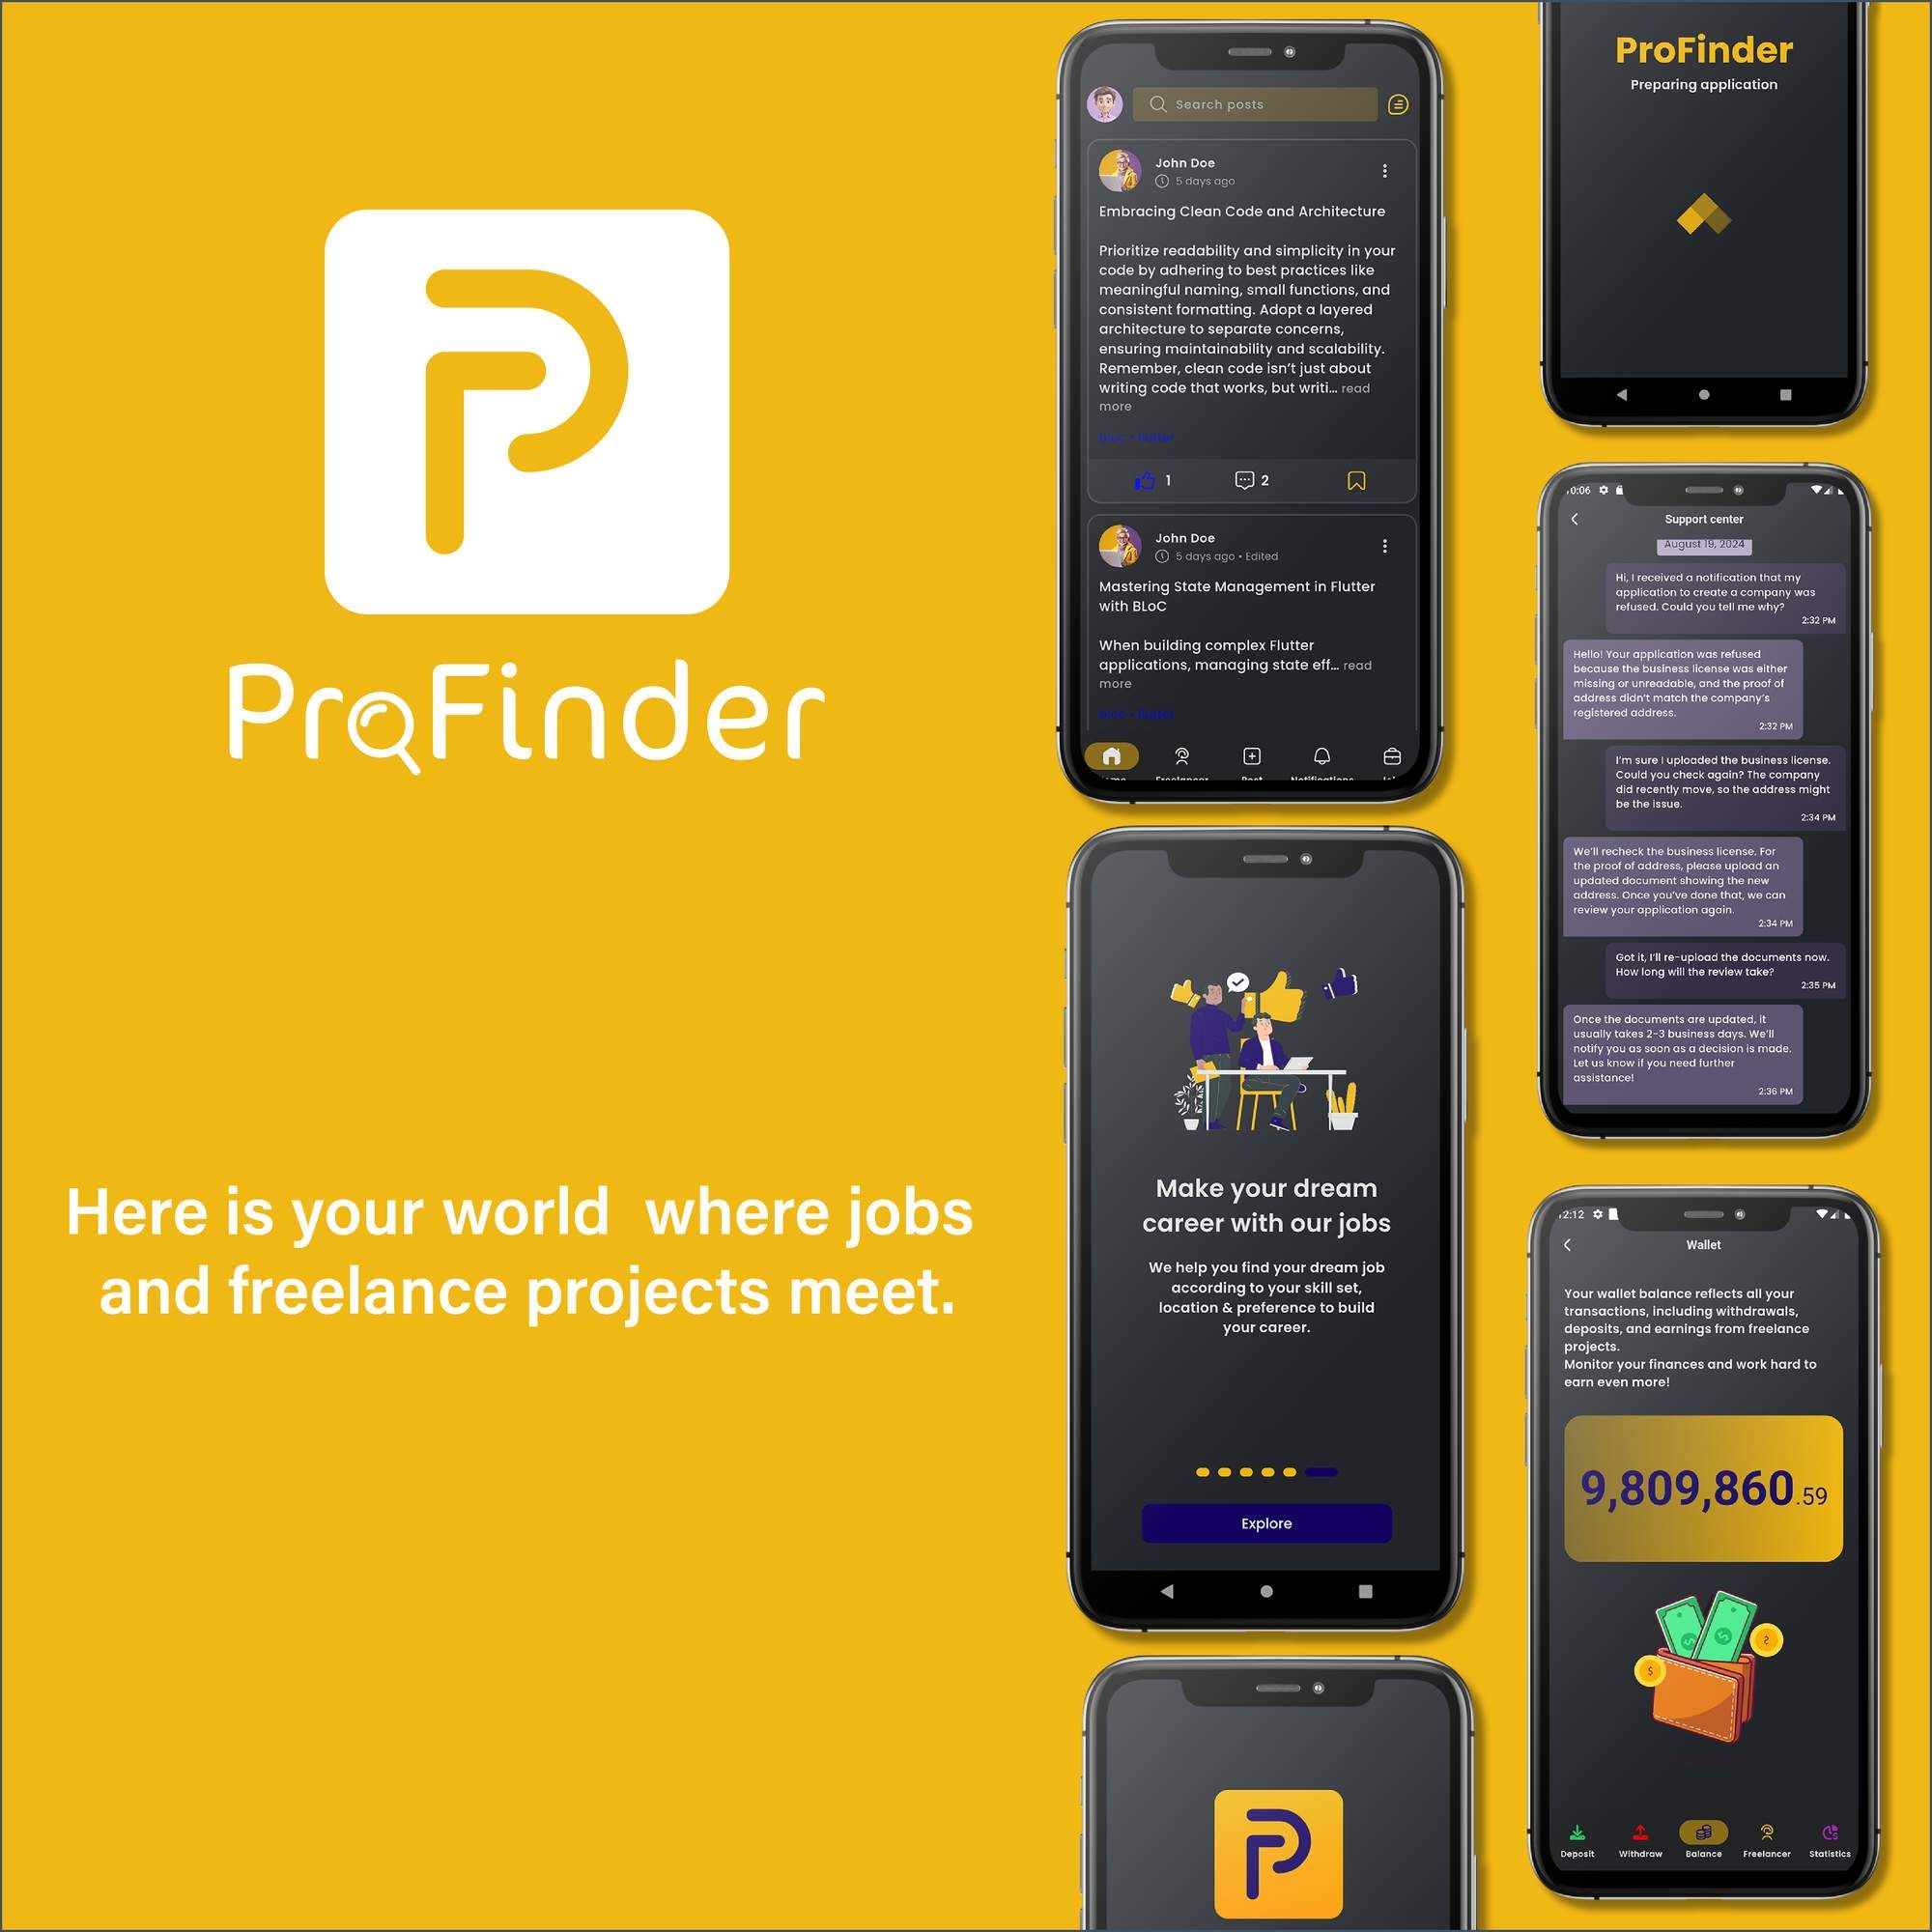 ProFinder
Here is your world  where jobs
and freelance projects meet.
Search posts
John Doe
5 days ago
Embracing Clean Code and Architecture
Prioritize readability and simplicity in your
code by adhering to best practices like
meaningful naming, small functions, and
consistent formatting. Adopt a layered
architecture to separate concerns,
ensuring maintainability and scalability.
Remember, clean code isn't just about
writing code that works, but writi... read
more
bloc • flutter
1
2
John Doe
5 days ago • Edited
Mastering State Management in Flutter
with BLoC
When building complex Flutter
applications, managing state eff... read
more
bloc • flutter
Freelancer
Post
Notifications
Make your dream
career with our jobs
We help you find your dream job
according to your skill set,
location & preference to build
your career.
Explore
ProFinder
Preparing application
Support center
August 19, 2024
Hi, I received a notification that my
application to create a company was
refused. Could you tell me why?
2:32 PM
Hello! Your application was refused
because the business license was either
missing or unreadable, and the proof of
address didn't match the company's
registered address.
2:32 PM
I'm sure I uploaded the business license.
Could you check again? The company
did recently move, so the address might
be the issue.
2:34 PM
We'll recheck the business license. For
the proof of address, please upload an
updated document showing the new
address. Once you've done that, we can
review your application again.
2:34 PM
Got it, I'll re-upload the documents now.
How long will the review take?
2:35 PM
Once the documents are updated, it
usually takes 2-3 business days. We'll
notify you as soon as a decision is made.
Let us know if you need further
assistance!
2:36 PM
Wallet
Your wallet balance reflects all your
transactions, including withdrawals,
deposits, and earnings from freelance
projects.
Monitor your finances and work hard to
earn even more!
9,809,860.59
Deposit
Withdraw
Balance
Freelancer
Statistics